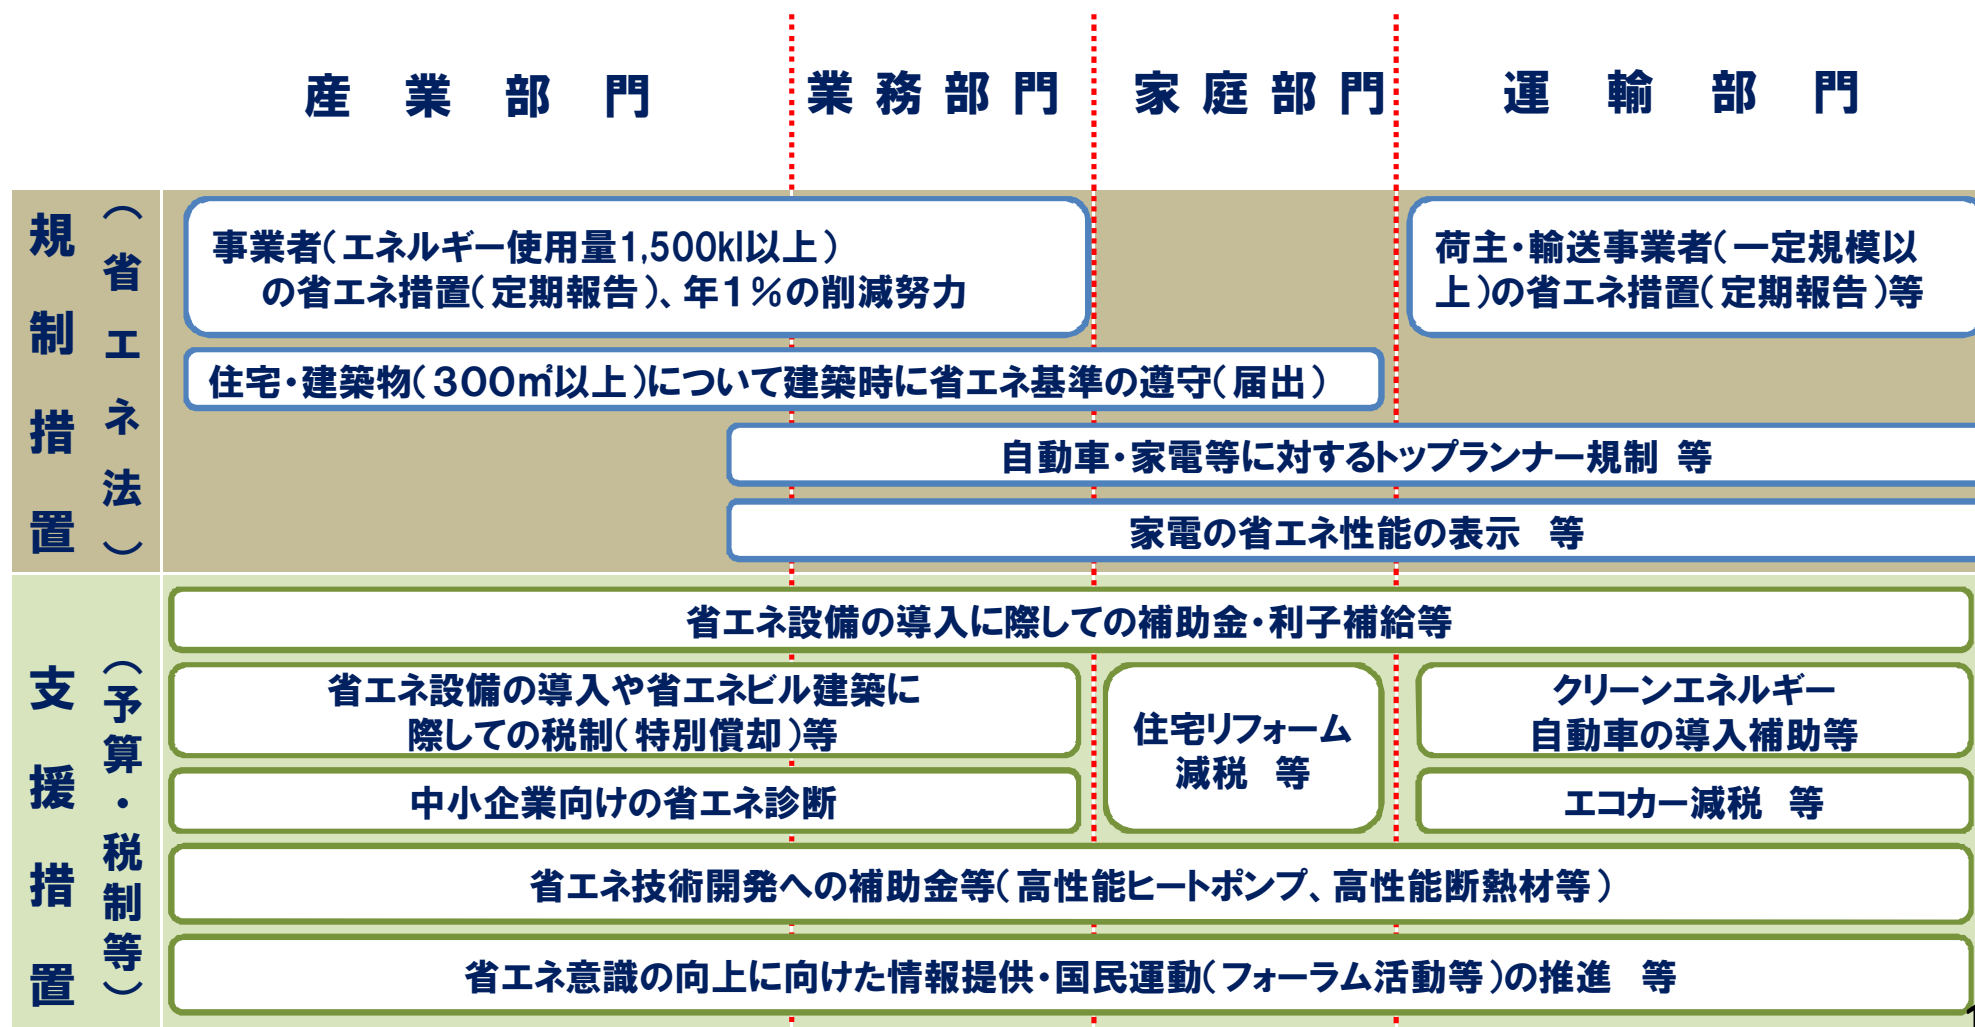 産業部門
業務部門
家庭部門
運輸部門
規制措置
（省エネ法）
事業者（エネルギー使用量1,500kl以上）
の省エネ措置（定期報告）、年１％の削減努力
荷主・輸送事業者（一定規模以
上）の省エネ措置（定期報告）等
住宅・建築物（３００㎡以上）について建築時に省エネ基準の遵守（届出）
自動車・家電等に対するトップランナー規制 等
家電の省エネ性能の表示 等
支援措置
（予算・税制等）
省エネ設備の導入に際しての補助金・利子補給等
省エネ設備の導入や省エネビル建築に
際しての税制（特別償却）等
住宅リフォーム
減税 等
クリーンエネルギー
自動車の導入補助等
中小企業向けの省エネ診断
エコカー減税 等
省エネ技術開発への補助金等（高性能ヒートポンプ、高性能断熱材等）
省エネ意識の向上に向けた情報提供・国民運動（フォーラム活動等）の推進 等